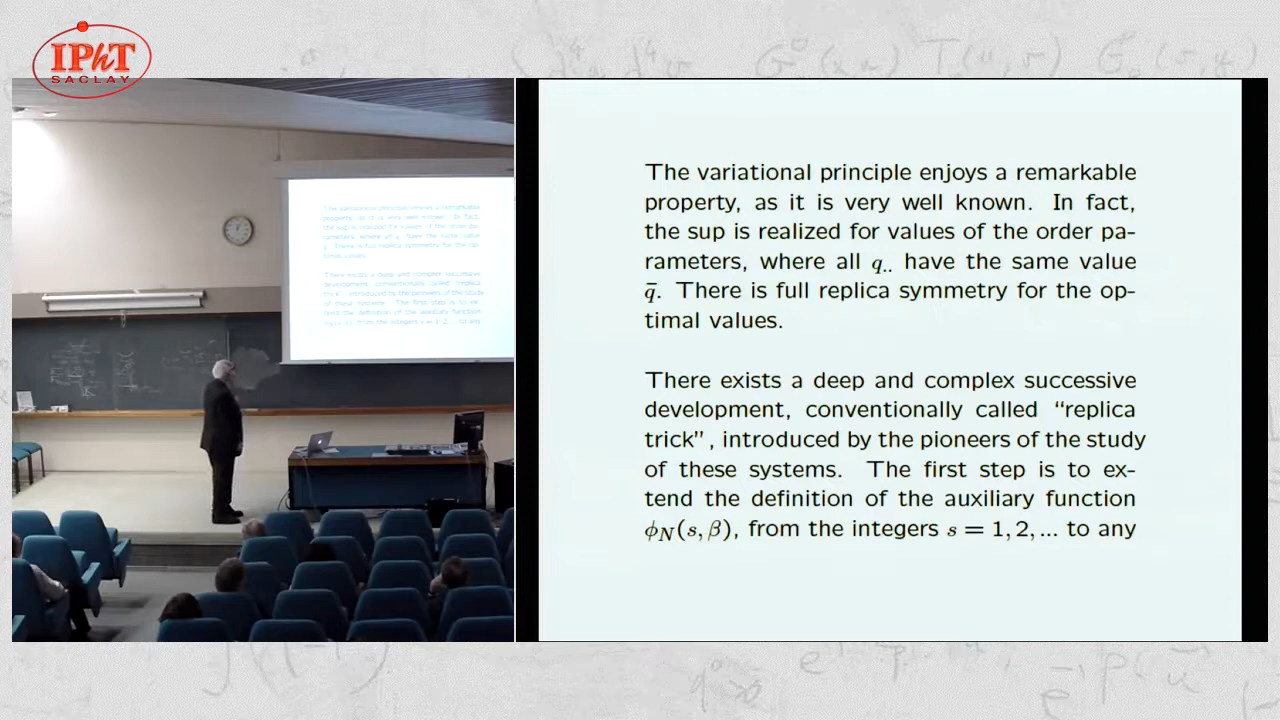 IPhT
SACLAY
The variational principle enjoys a remarkable
property, as it is very well known. In fact,
the sup is realized for values of the order pa-
rameters, where all q.. have the same value
q̄. There is full replica symmetry for the op-
timal values.
There exists a deep and complex successive
development, conventionally called “replica
trick”, introduced by the pioneers of the study
of these systems. The first step is to ex-
tend the definition of the auxiliary function
ϕ_N(s, β), from the integers s = 1, 2, ... to any